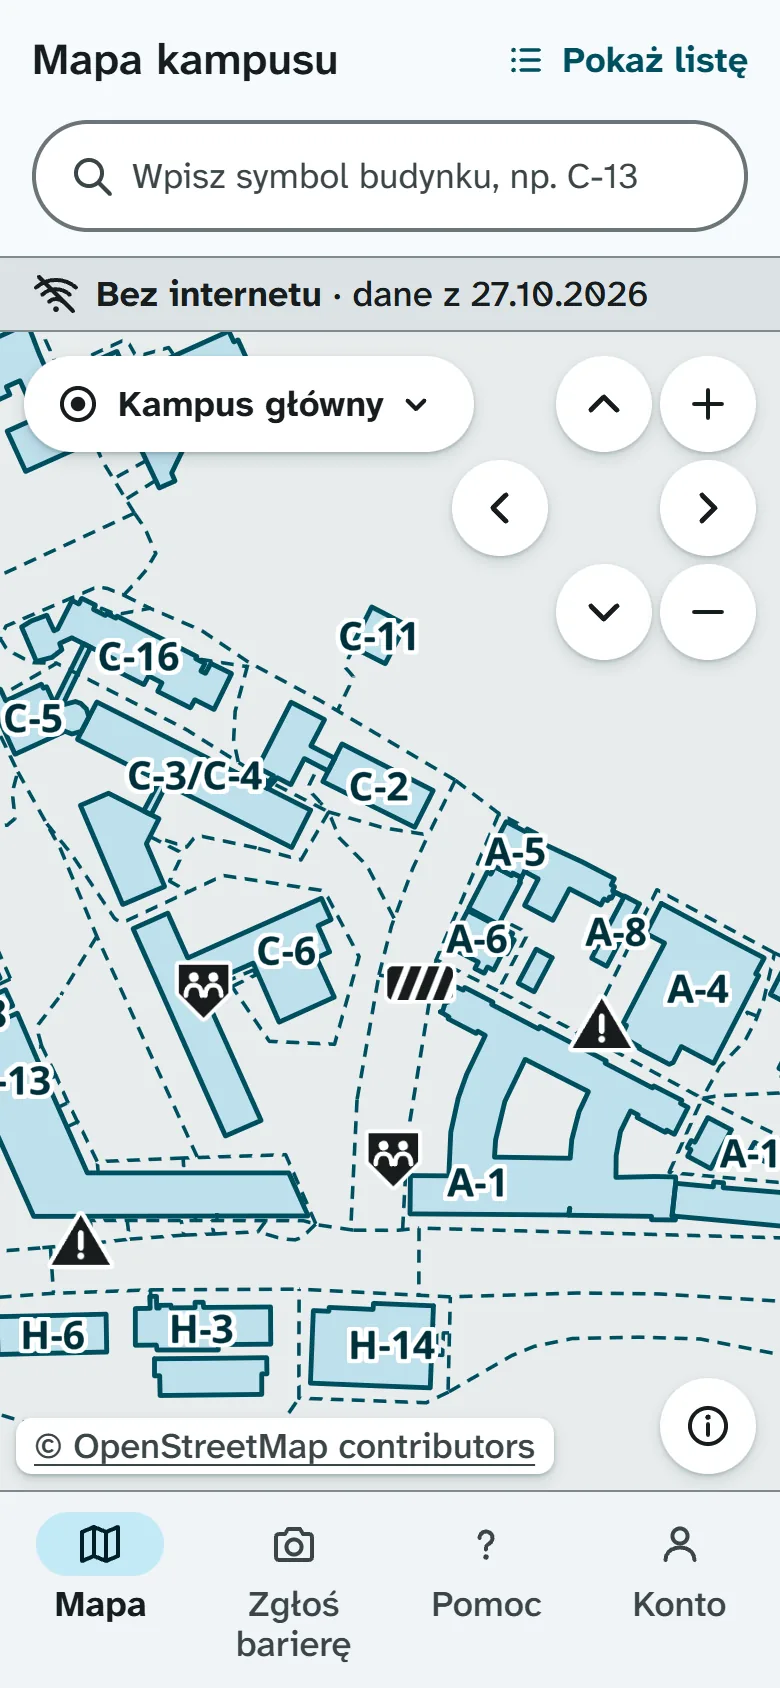 Mapa kampusu
Pokaż listę
Wpisz symbol budynku, np. C-13
Bez internetu · dane z 27.10.2026
Kampus główny
C-11
C-16
C-5
C-3/C-4
C-2
A-5
A-6
A-8
C-6
A-4
-13
A-1
A-1
H-6
H-3
H-14
© OpenStreetMap contributors
Mapa
Zgłoś
barierę
Pomoc
Konto